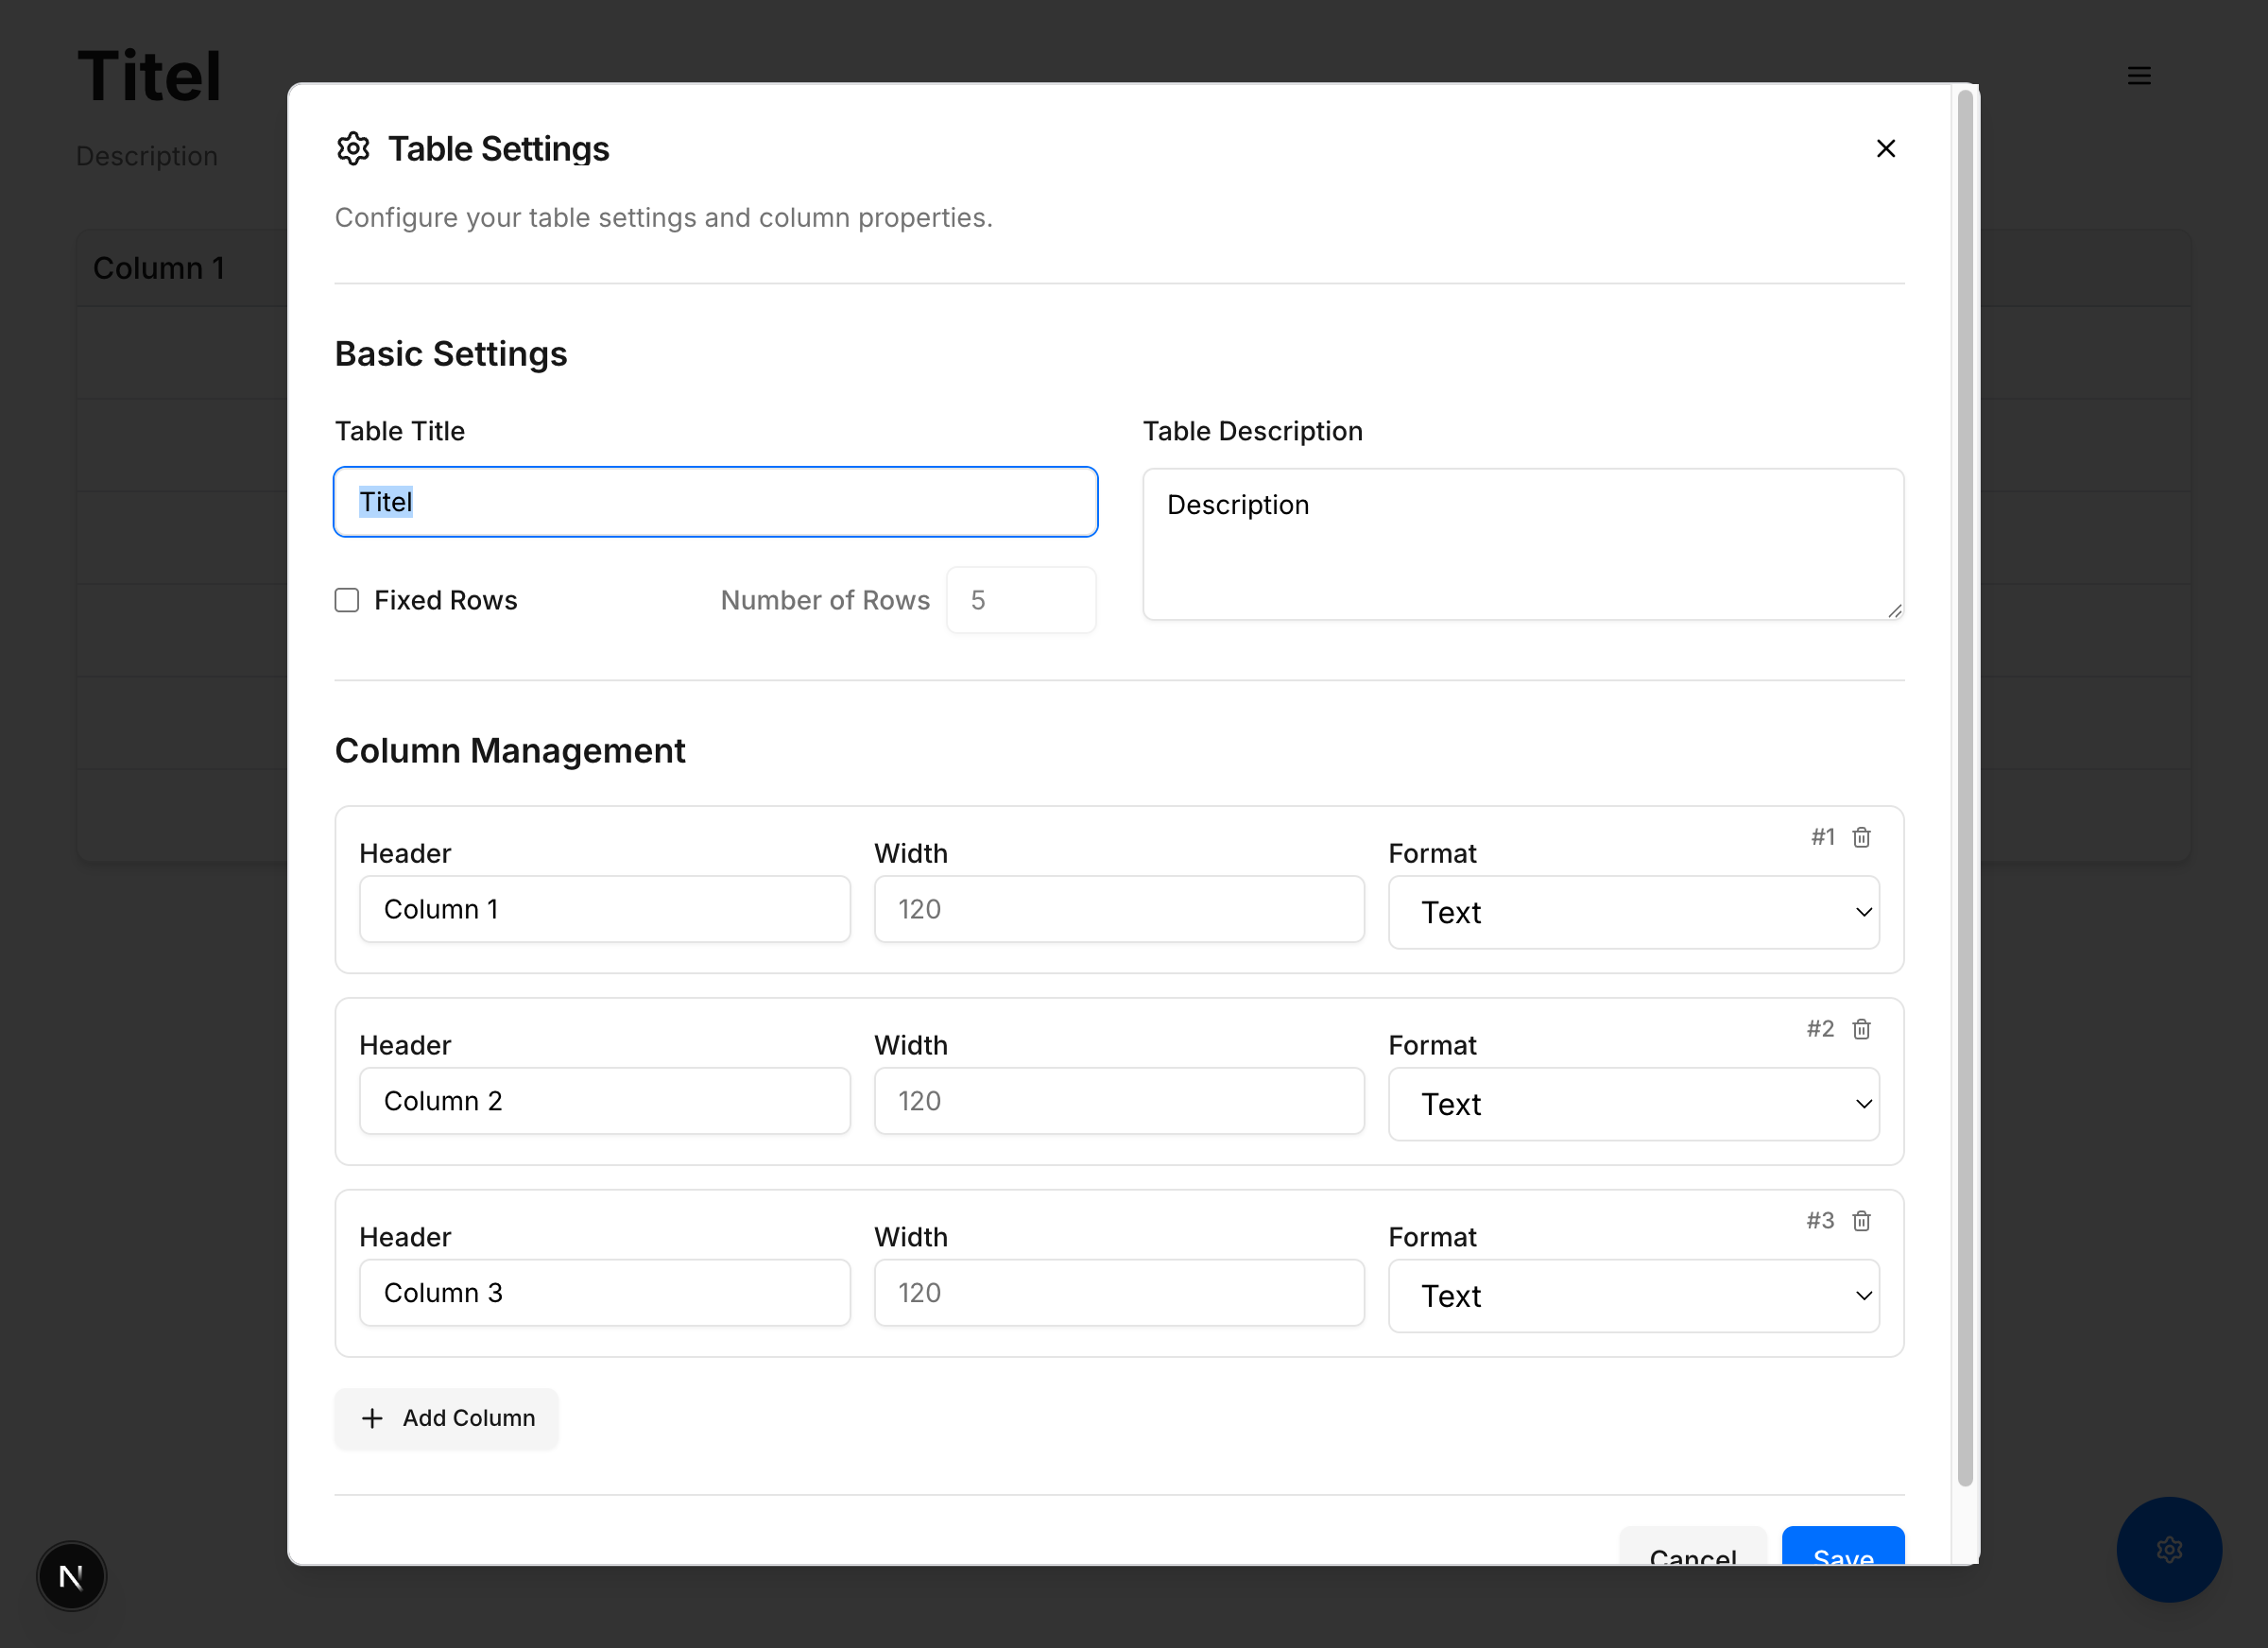 Titel
Description
Column 1
Table Settings
Configure your table settings and column properties.
Basic Settings
Table Title
Table Description
Titel
Description
Fixed Rows
Number of Rows
5
Column Management
#1
Header
Width
Format
Column 1
120
Text
#2
Header
Width
Format
Column 2
120
Text
#3
Header
Width
Format
Column 3
120
Text
Add Column
Cancel
Save
N